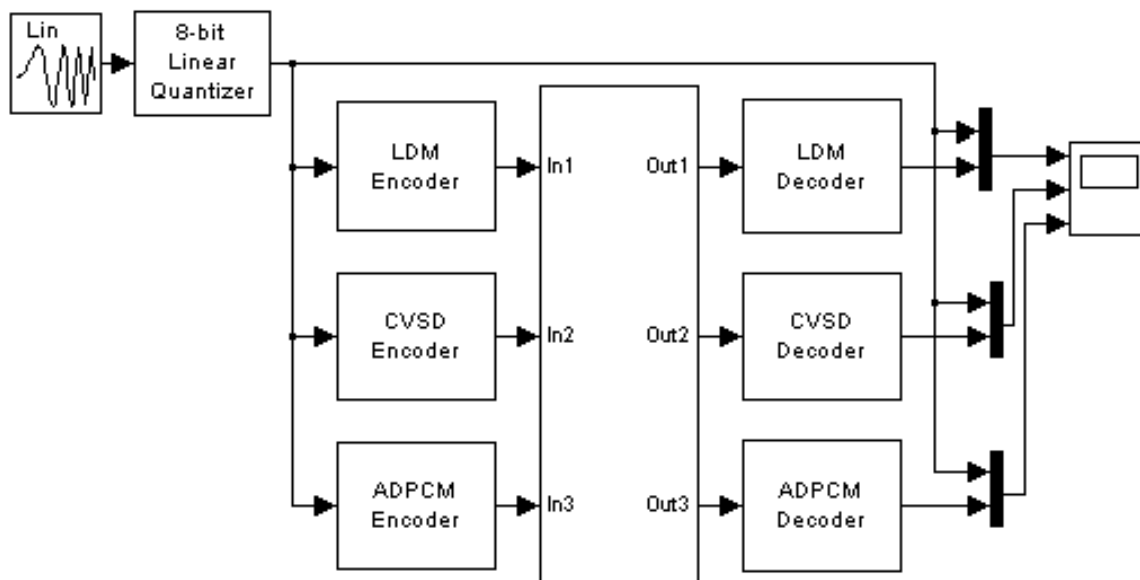 Lin
8-bit
Linear
Quantizer
LDM
Encoder
In1
Out1
LDM
Decoder
CVSD
Encoder
In2
Out2
CVSD
Decoder
ADPCM
Encoder
In3
Out3
ADPCM
Decoder